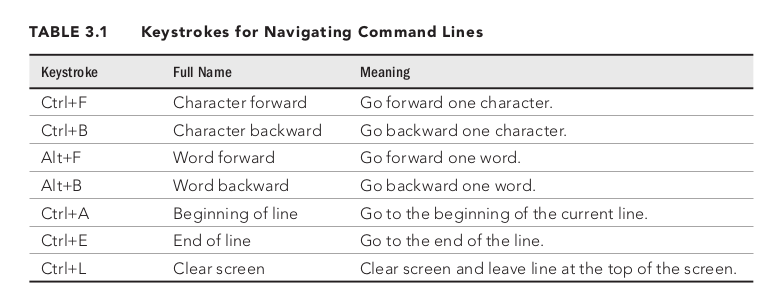 TABLE 3.1 Keystrokes for Navigating Command Lines
Keystroke Full Name Meaning
Ctrl+F Character forward Go forward one character.
Ctrl+B Character backward Go backward one character.
Alt+F Word forward Go forward one word.
Alt+B Word backward Go backward one word.
Ctrl+A Beginning of line Go to the beginning of the current line.
Ctrl+E End of line Go to the end of the line.
Ctrl+L Clear screen Clear screen and leave line at the top of the screen.